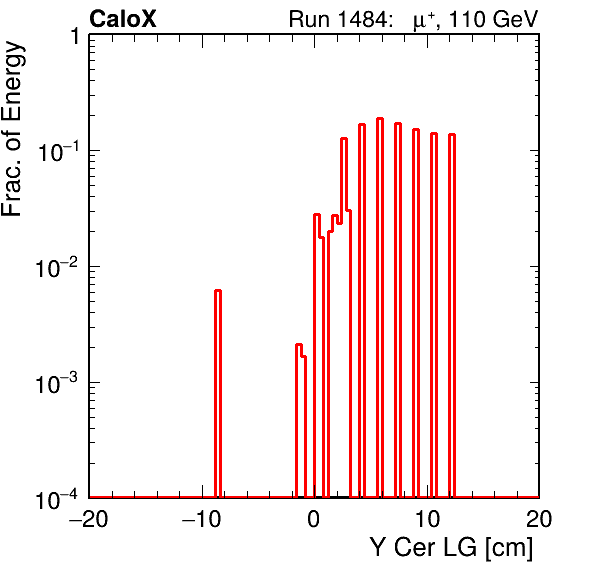 CaloX Run 1484: μ⁺, 110 GeV
Frac. of Energy
1
10⁻¹
10⁻²
10⁻³
10⁻⁴
−20 −10 0 10 20
Y Cer LG [cm]